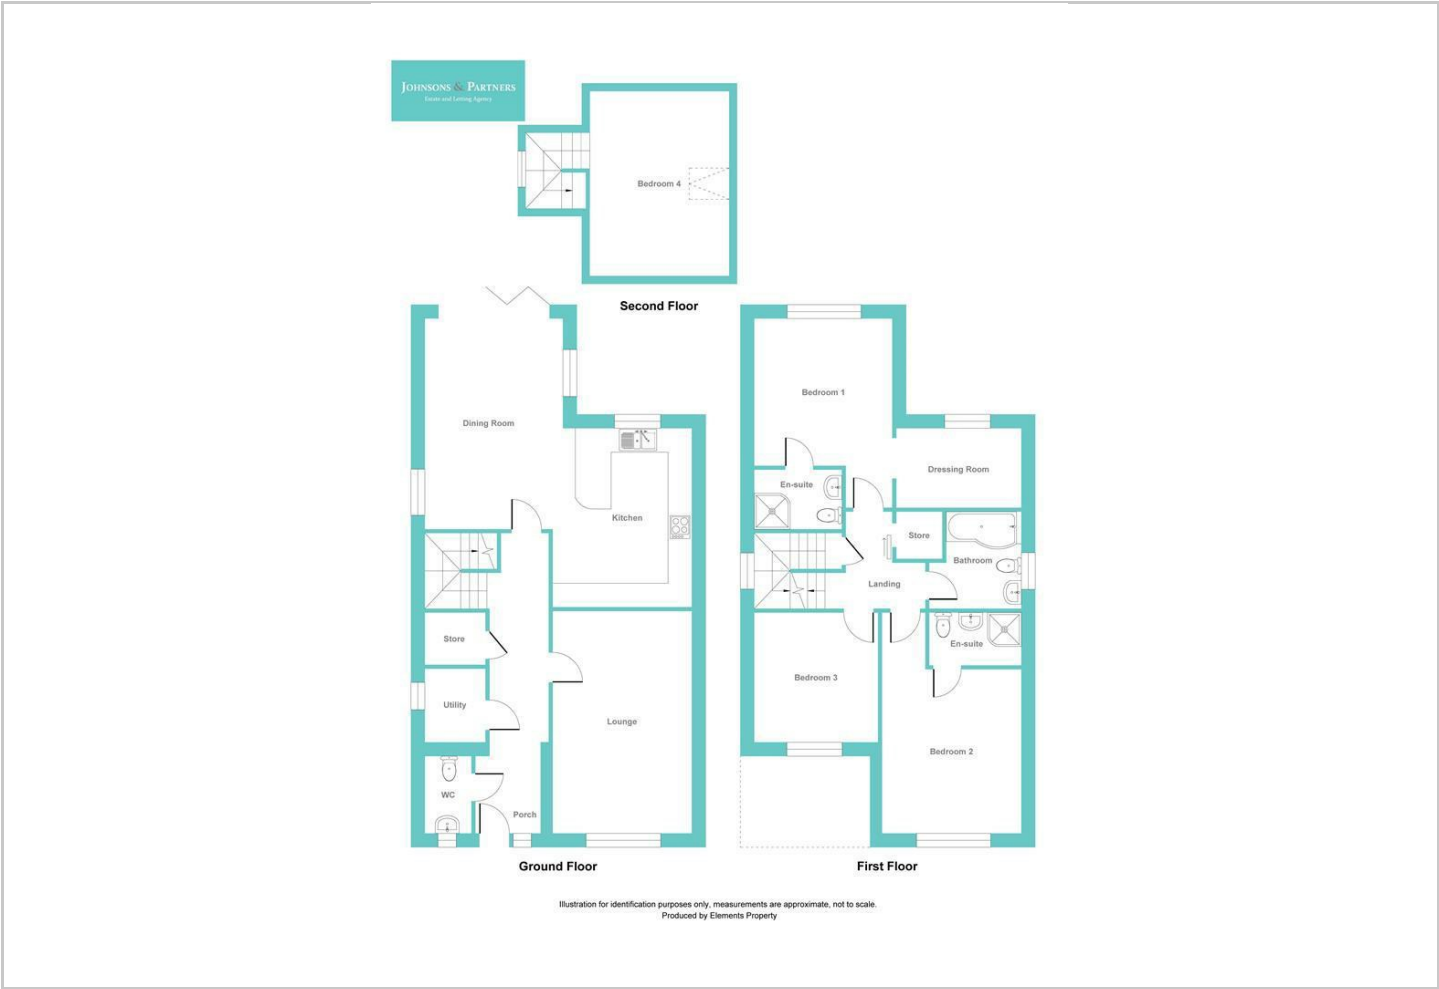 JOHNSONS & PARTNERS
Estate and Letting Agency
Bedroom 4
Second Floor
Dining Room
Kitchen
Store
Utility
Lounge
WC
Porch
Ground Floor
Bedroom 1
En-suite
Dressing Room
Store
Bathroom
Landing
En-suite
Bedroom 3
Bedroom 2
First Floor
Illustration for identification purposes only, measurements are approximate, not to scale.
Produced by Elements Property